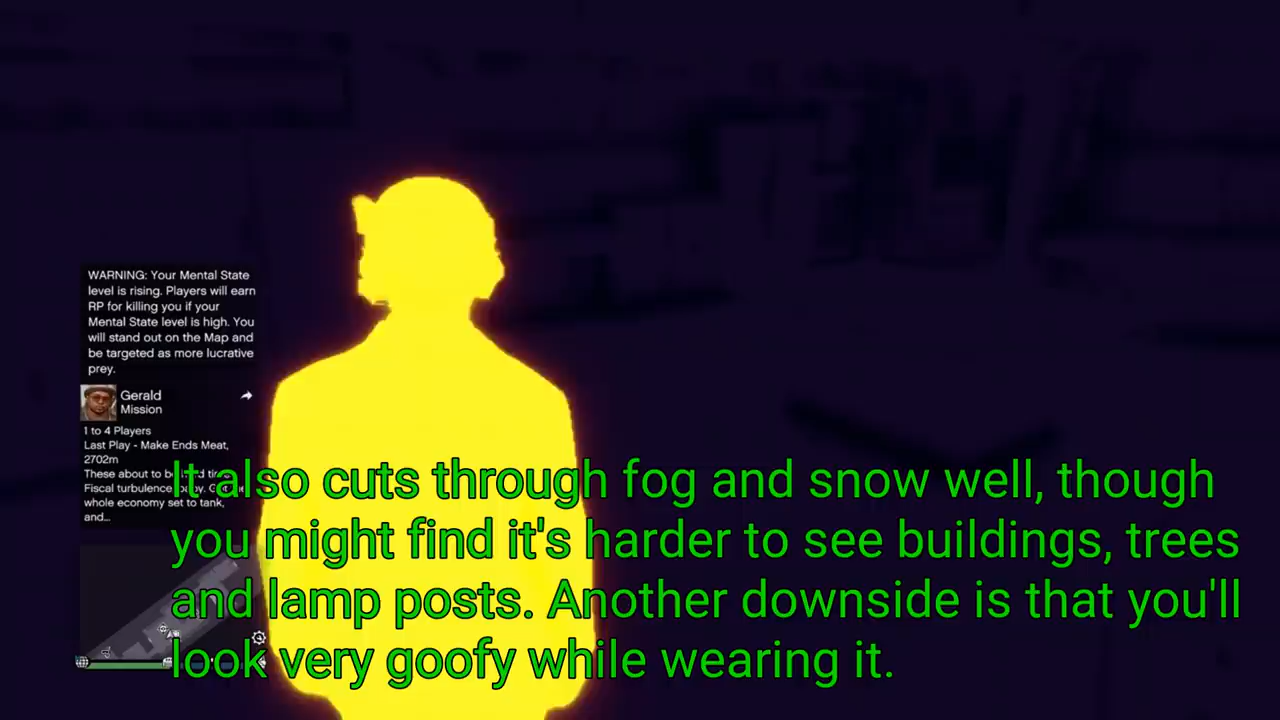 WARNING: Your Mental State
level is rising. Players will earn
RP for killing you if your
Mental State level is high. You
will stand out on the Map and
be targeted as more lucrative
prey.
Gerald
Mission
1 to 4 Players
Last Play - Make Ends Meat,
2702m
These about to be
Fiscal turbulence
whole economy set to tank,
and...
It also cuts through fog and snow well, though
you might find it's harder to see buildings, trees
and lamp posts. Another downside is that you'll
look very goofy while wearing it.